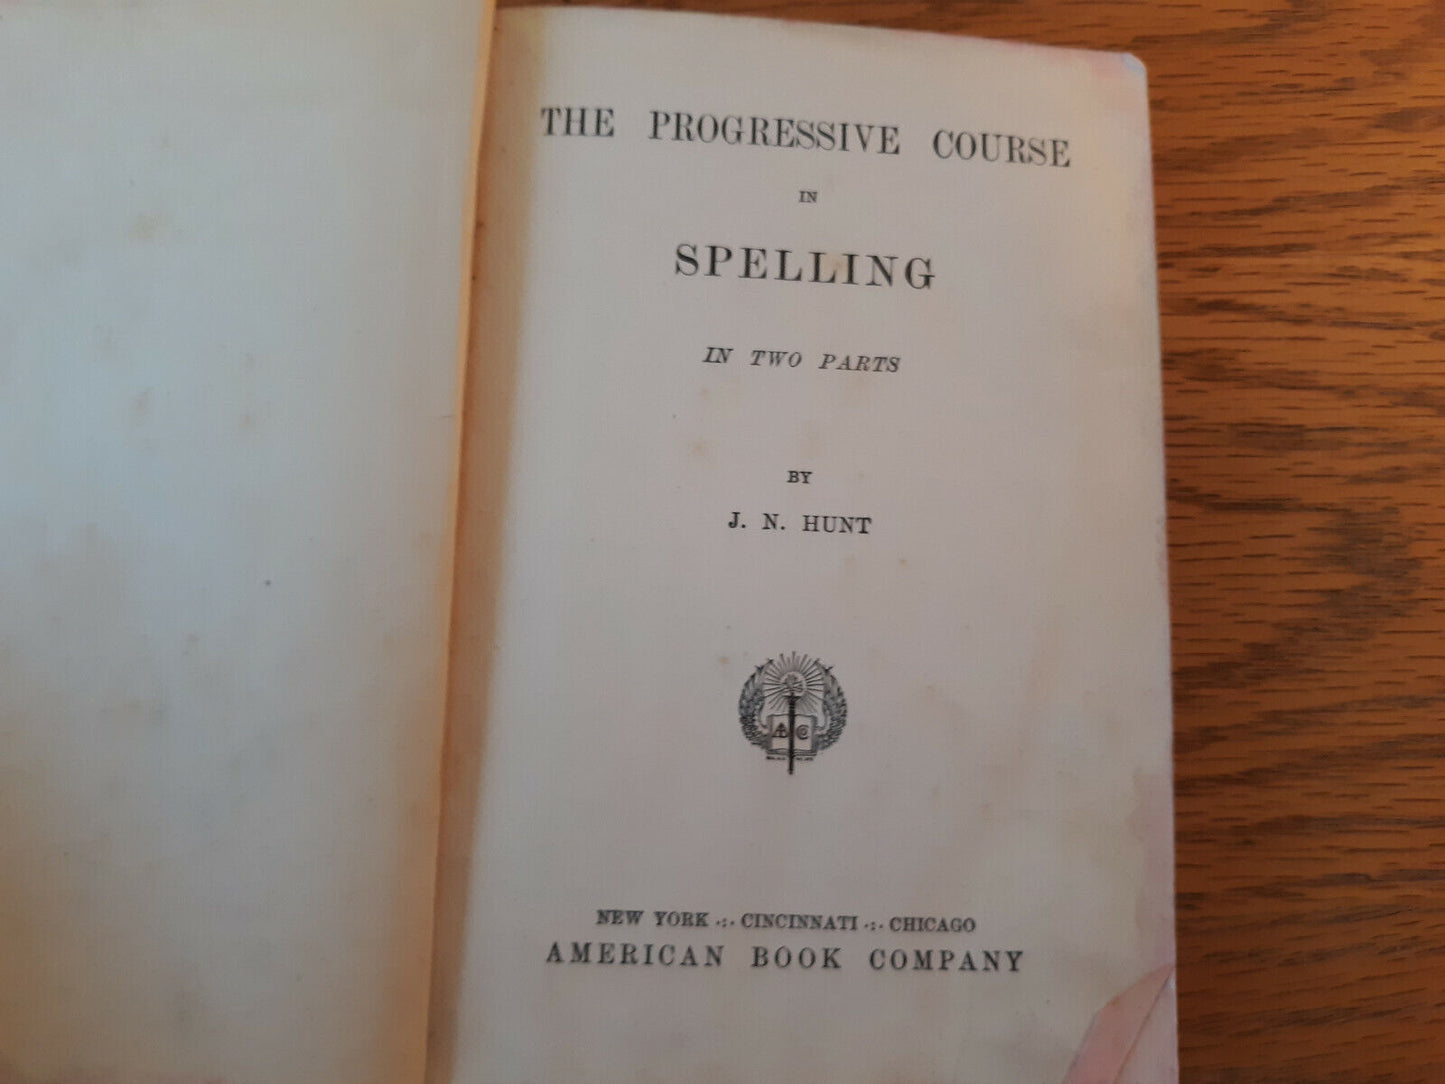 THE PROGRESSIVE COURSE
IN
SPELLING
IN TWO PARTS
BY
J. N. HUNT
NEW YORK ·:· CINCINNATI ·:· CHICAGO
AMERICAN BOOK COMPANY